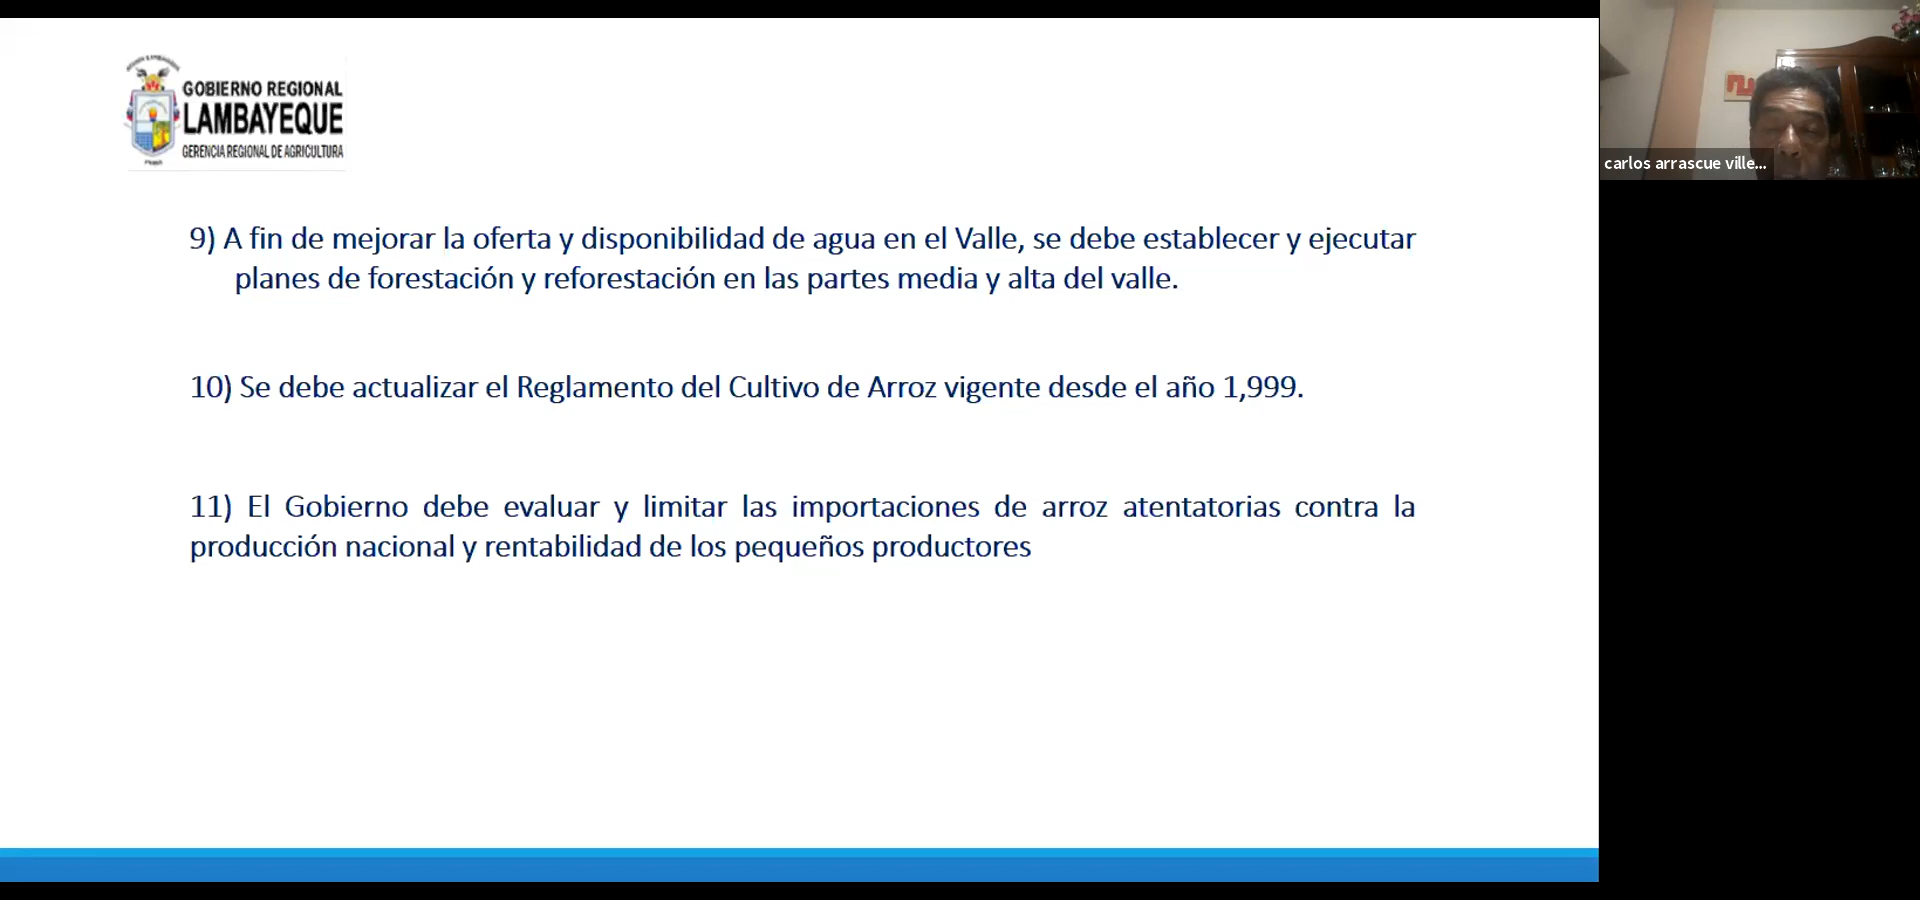 GOBIERNO REGIONAL
LAMBAYEQUE
GERENCIA REGIONAL DE AGRICULTURA
carlos arrascue ville...
9) A fin de mejorar la oferta y disponibilidad de agua en el Valle, se debe establecer y ejecutar
planes de forestación y reforestación en las partes media y alta del valle.
10) Se debe actualizar el Reglamento del Cultivo de Arroz vigente desde el año 1,999.
11) El Gobierno debe evaluar y limitar las importaciones de arroz atentatorias contra la
producción nacional y rentabilidad de los pequeños productores